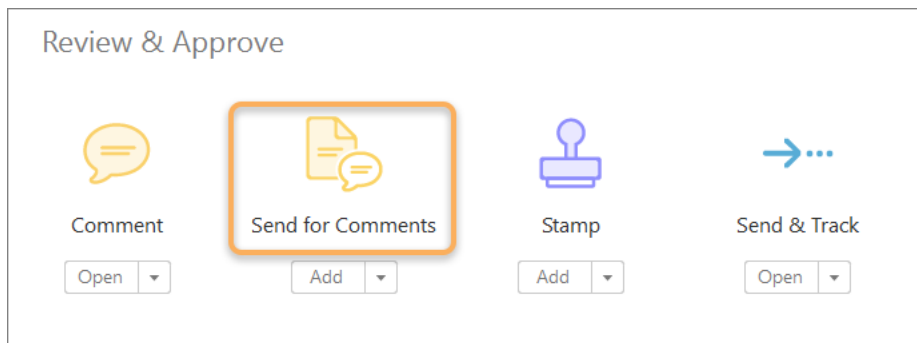 Review & Approve
Comment
Send for Comments
Stamp
Send & Track
Open
Add
Add
Open